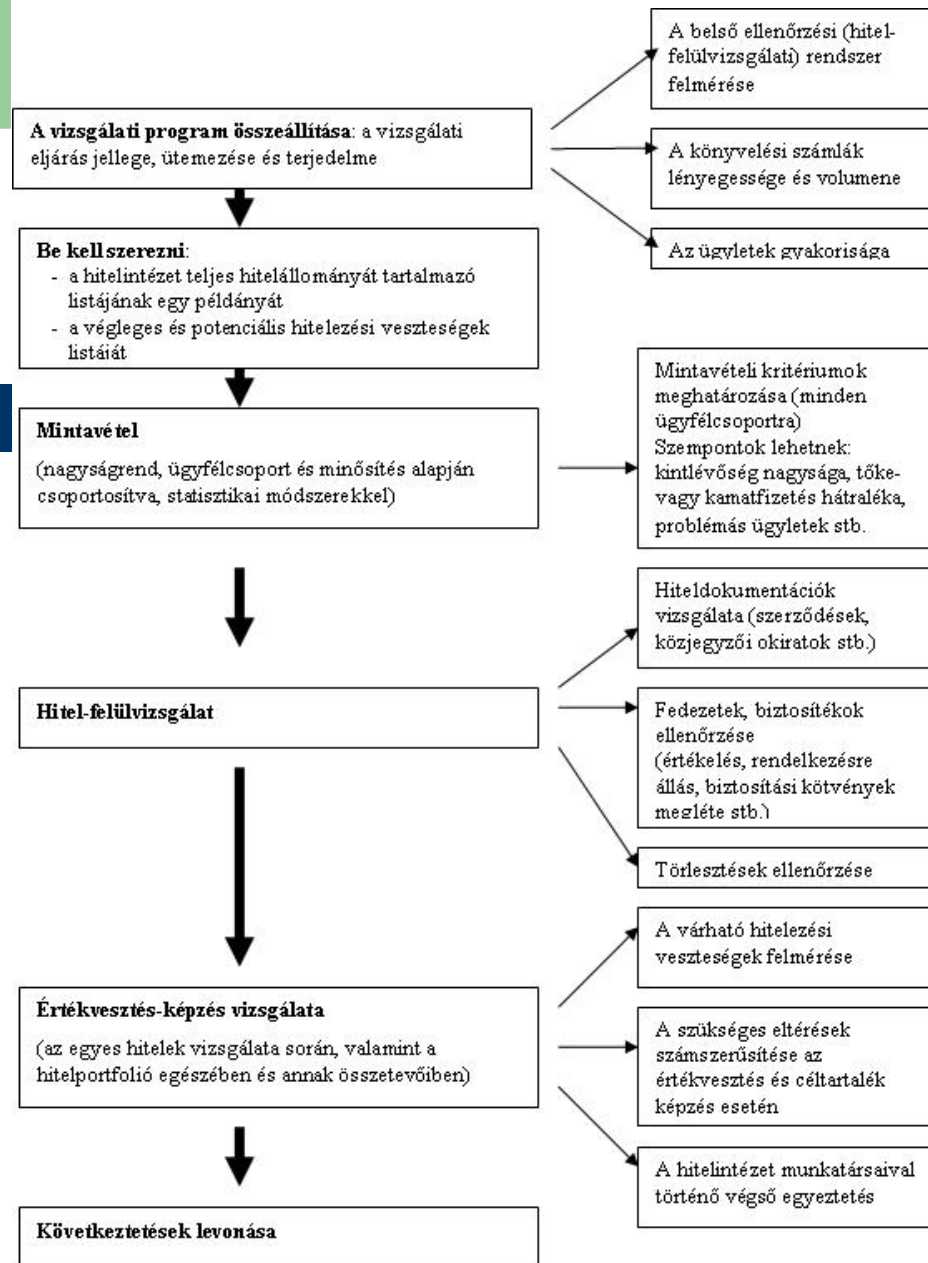 A belső ellenőrzési (hitel-
felülvizsgálati) rendszer
felmérése
A vizsgálati program összeállítása: a vizsgálati
eljárás jellege, ütemezése és terjedelme
A könyvelési számlák
lényegessége és volumene
Az ügyletek gyakorisága
Be kell szerezni:
- a hitelintézet teljes hitelállományát tartalmazó
listájának egy példányát
- a végleges és potenciális hitelezési veszteségek
listáját
Mintavétel
(nagyságrend, ügyfélcsoport és minősítés alapján
csoportosítva, statisztikai módszerekkel)
Mintavételi kritériumok
meghatározása (minden
ügyfélcsoportra)
Szempontok lehetnek:
kintlévőség nagysága, tőke-
vagy kamatfizetés hátraléka,
problémás ügyletek stb.
Hiteldokumentációk
vizsgálata (szerződések,
közjegyzői okiratok stb.)
Hitel-felülvizsgálat
Fedezetek, biztosítékok
ellenőrzése
(értékelés, rendelkezésre
állás, biztosítási kötvények
megléte stb.)
Törlesztések ellenőrzése
A várható hitelezési
veszteségek felmérése
Értékvesztés-képzés vizsgálata
(az egyes hitelek vizsgálata során, valamint a
hitelportfolió egészében és annak összetevőiben)
A szükséges eltérések
számszerűsítése az
értékvesztés és céltartalék
képzés esetén
A hitelintézet munkatársaival
történő végső egyeztetés
Következtetések levonása